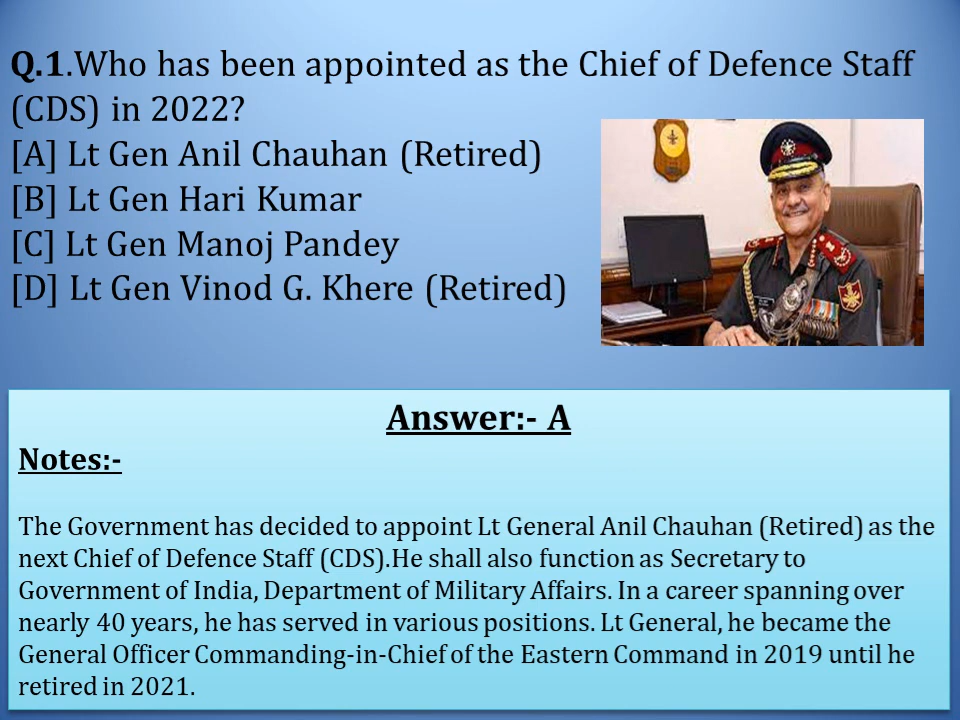 Q.1.Who has been appointed as the Chief of Defence Staff
(CDS) in 2022?
[A] Lt Gen Anil Chauhan (Retired)
[B] Lt Gen Hari Kumar
[C] Lt Gen Manoj Pandey
[D] Lt Gen Vinod G. Khere (Retired)
Answer:- A
Notes:-
The Government has decided to appoint Lt General Anil Chauhan (Retired) as the
next Chief of Defence Staff (CDS).He shall also function as Secretary to
Government of India, Department of Military Affairs. In a career spanning over
nearly 40 years, he has served in various positions. Lt General, he became the
General Officer Commanding-in-Chief of the Eastern Command in 2019 until he
retired in 2021.